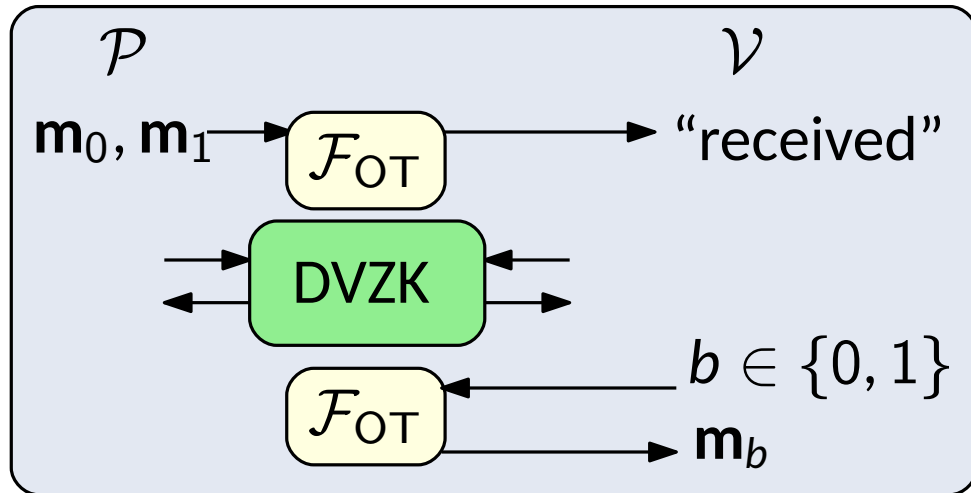 𝒫 𝒱
𝐦₀, 𝐦₁ ℱ_OT “received”
DVZK
b ∈ {0, 1}
ℱ_OT
𝐦_b